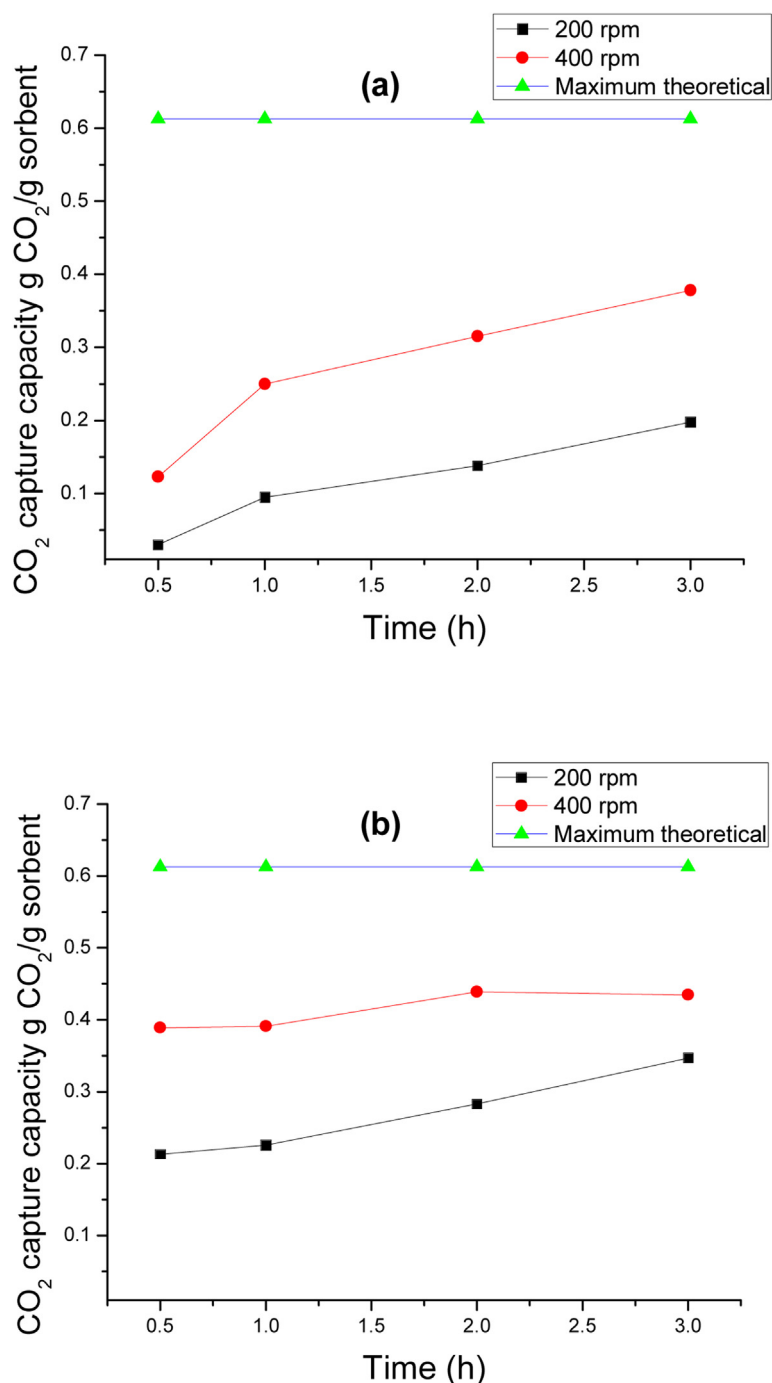 200 rpm
400 rpm
Maximum theoretical
(a)
CO₂ capture capacity g CO₂/g sorbent
0.7
0.6
0.5
0.4
0.3
0.2
0.1
0.5 1.0 1.5 2.0 2.5 3.0
Time (h)
200 rpm
400 rpm
Maximum theoretical
(b)
CO₂ capture capacity g CO₂/g sorbent
0.7
0.6
0.5
0.4
0.3
0.2
0.1
0.5 1.0 1.5 2.0 2.5 3.0
Time (h)